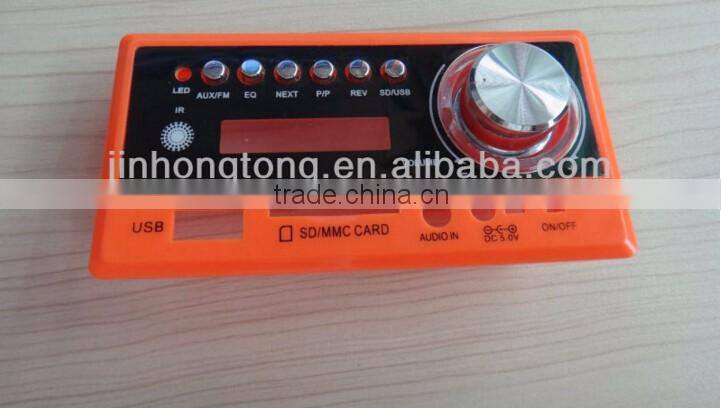 LED AUX/FM EQ NEXT P/P REV SD/USB
IR
VOLUME
jinhongtong.en.alibaba.com
trade.china.cn
USB SD/MMC CARD AUDIO IN DC 5.0V ON/OFF